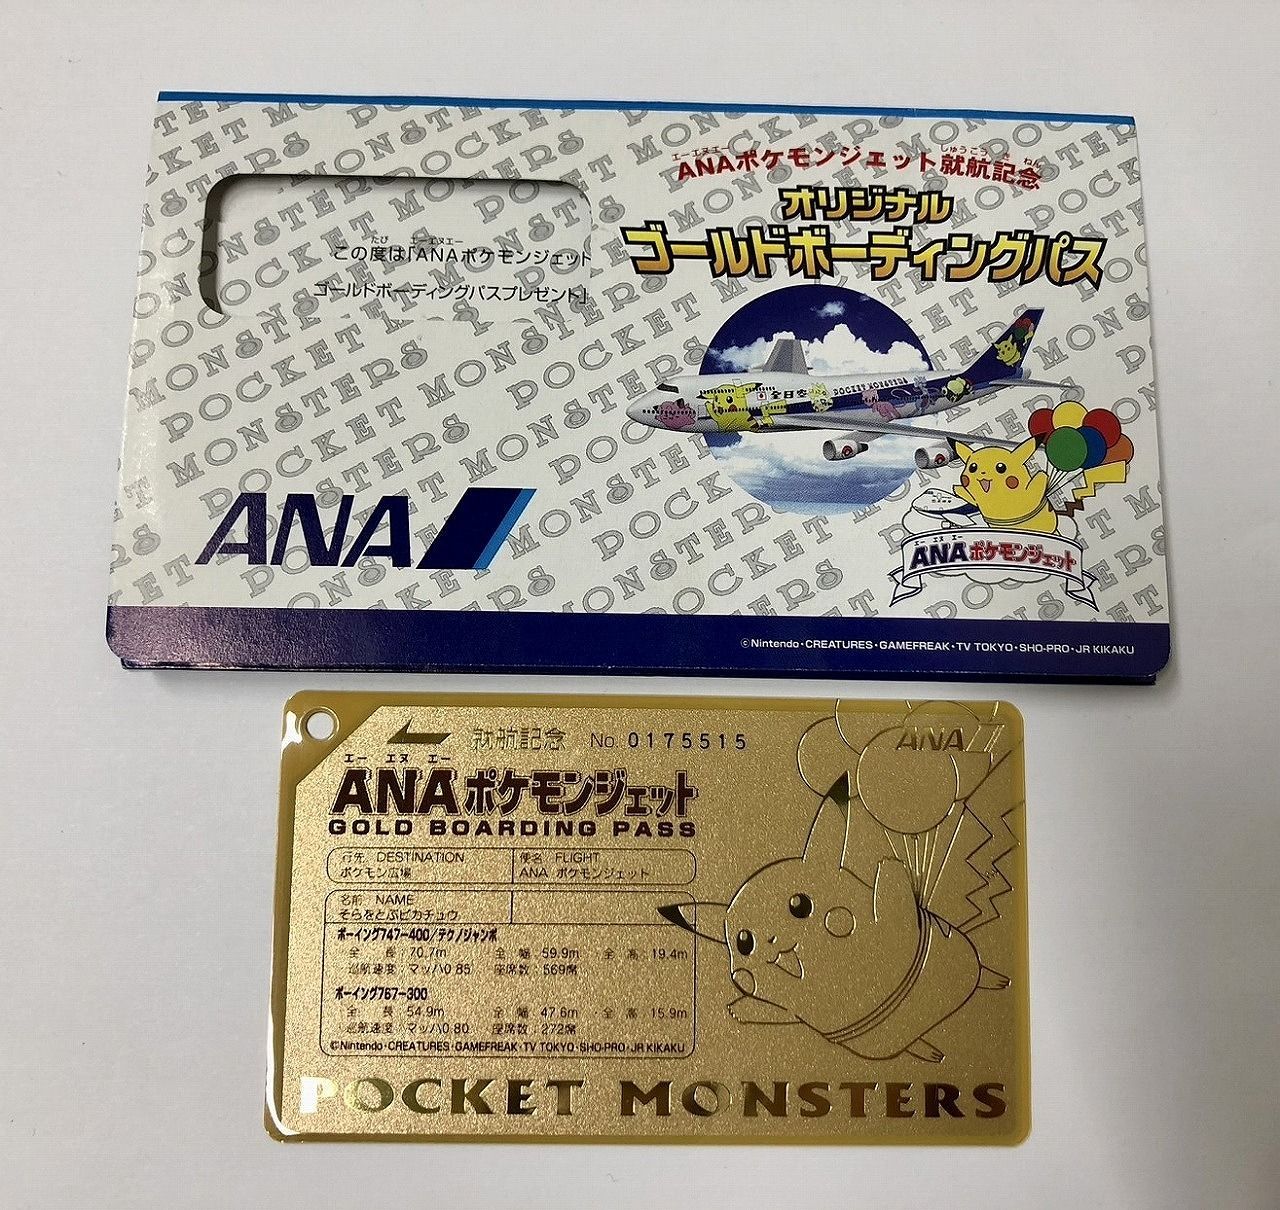 エーエヌエー しゅうこう き ねん
ANAポケモンジェット就航記念
オリジナル
ゴールドボーディングパス
たび エーエヌエー
この度は「ANAポケモンジェット
ゴールドボーディングパスプレゼント」
全日空 POCKET MONSTERS
ANA
エー エヌ エー
ANAポケモンジェット
POCKET MONSTERS
©Nintendo・CREATURES・GAMEFREAK・TV TOKYO・SHO-PRO・JR KIKAKU
就航記念 No. 0175515
ANA
エー エヌ エー
ANAポケモンジェット
GOLD BOARDING PASS
行先 DESTINATION 便名 FLIGHT
ポケモン広場 ANA ポケモンジェット
名前 NAME
そらをとぶピカチュウ
ボーイング747-400/テクノジャンボ
全長 70.7m 全幅 59.9m 全高 19.4m
巡航速度:マッハ0.85 座席数:569席
ボーイング767-300
全長 54.9m 全幅 47.6m 全高 15.9m
巡航速度:マッハ0.80 座席数:272席
©Nintendo・CREATURES・GAMEFREAK・TV TOKYO・SHO-PRO・JR KIKAKU
POCKET MONSTERS